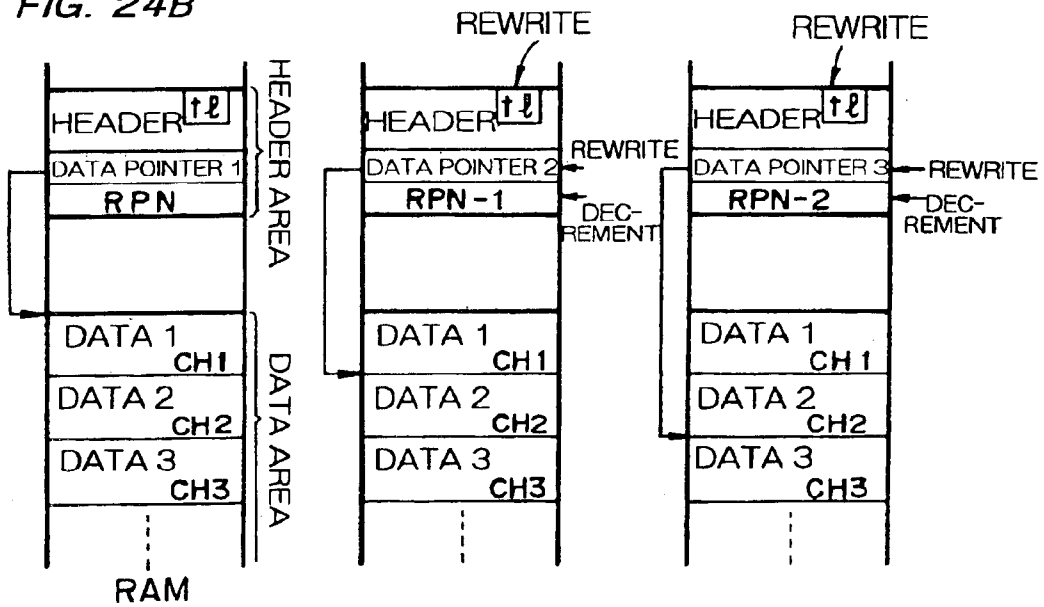 FIG. 24B
HEADER
tℓ
DATA POINTER 1
RPN
HEADER AREA
DATA 1
CH1
DATA 2
CH2
DATA 3
CH3
DATA AREA
RAM
REWRITE
HEADER
tℓ
DATA POINTER 2
REWRITE
RPN-1
DEC-
REMENT
DATA 1
CH1
DATA 2
CH2
DATA 3
CH3
REWRITE
HEADER
tℓ
DATA POINTER 3
REWRITE
RPN-2
DEC-
REMENT
DATA 1
CH1
DATA 2
CH2
DATA 3
CH3